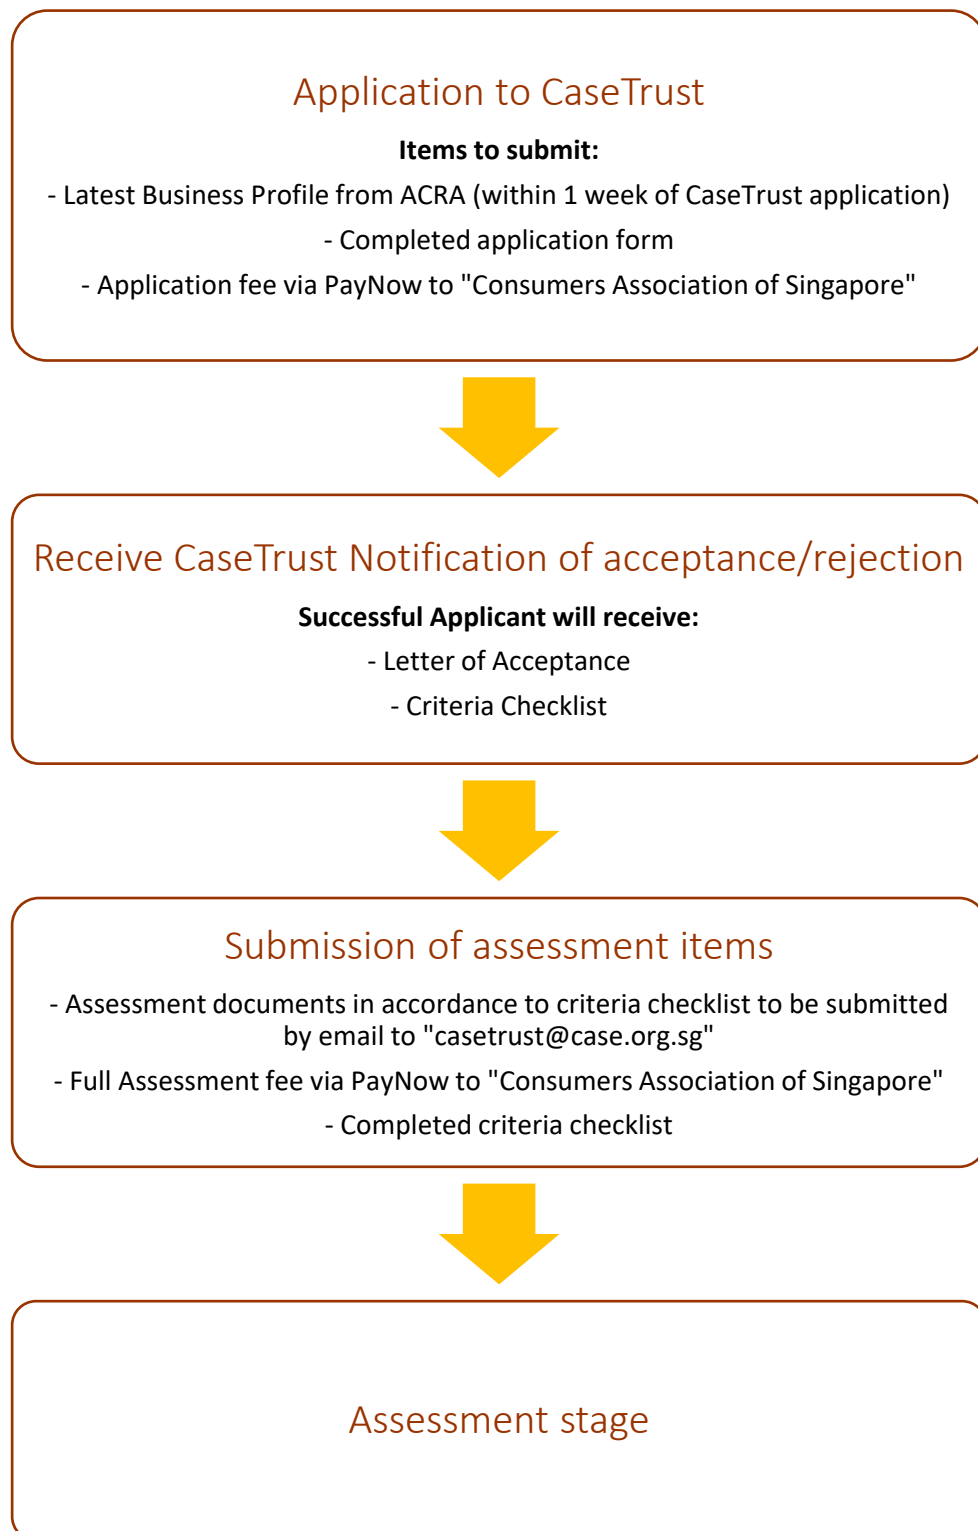 Application to CaseTrust
Items to submit:
- Latest Business Profile from ACRA (within 1 week of CaseTrust application)
- Completed application form
- Application fee via PayNow to "Consumers Association of Singapore"
Receive CaseTrust Notification of acceptance/rejection
Successful Applicant will receive:
- Letter of Acceptance
- Criteria Checklist
Submission of assessment items
- Assessment documents in accordance to criteria checklist to be submitted
by email to "casetrust@case.org.sg"
- Full Assessment fee via PayNow to "Consumers Association of Singapore"
- Completed criteria checklist
Assessment stage